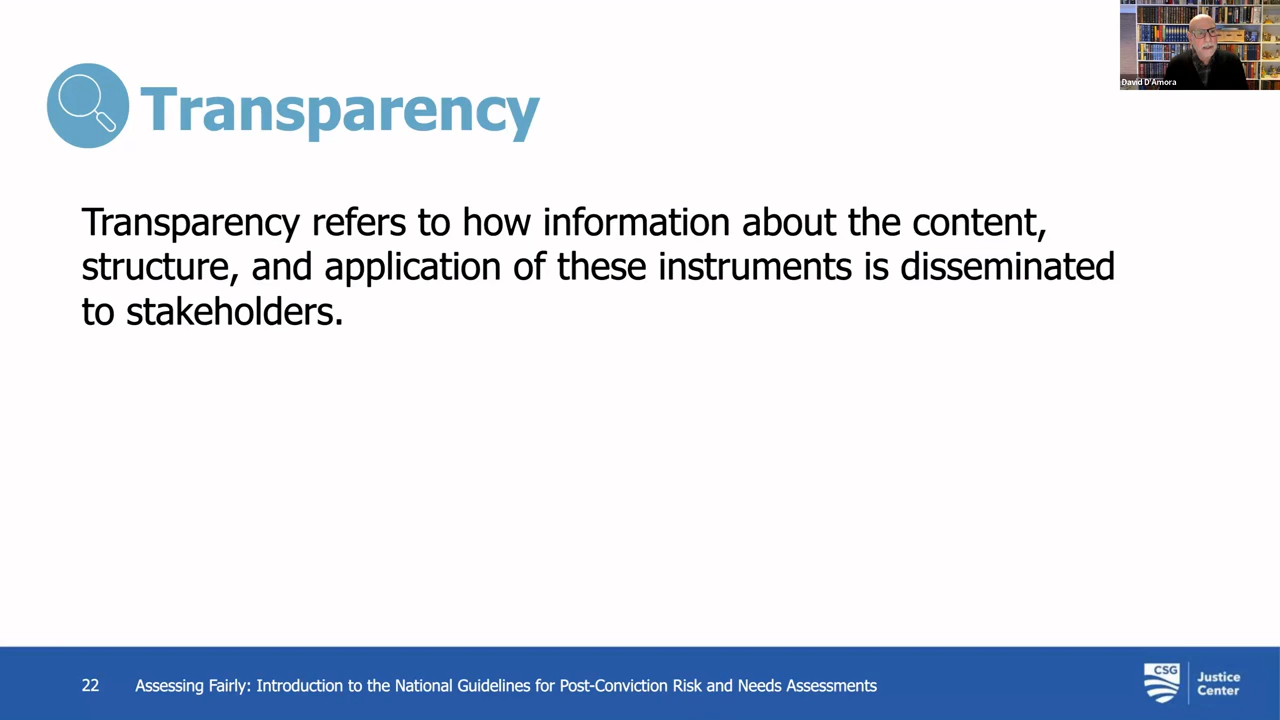 David D'Amora
Transparency
Transparency refers to how information about the content,
structure, and application of these instruments is disseminated
to stakeholders.
22
Assessing Fairly: Introduction to the National Guidelines for Post-Conviction Risk and Needs Assessments
CSG
Justice
Center